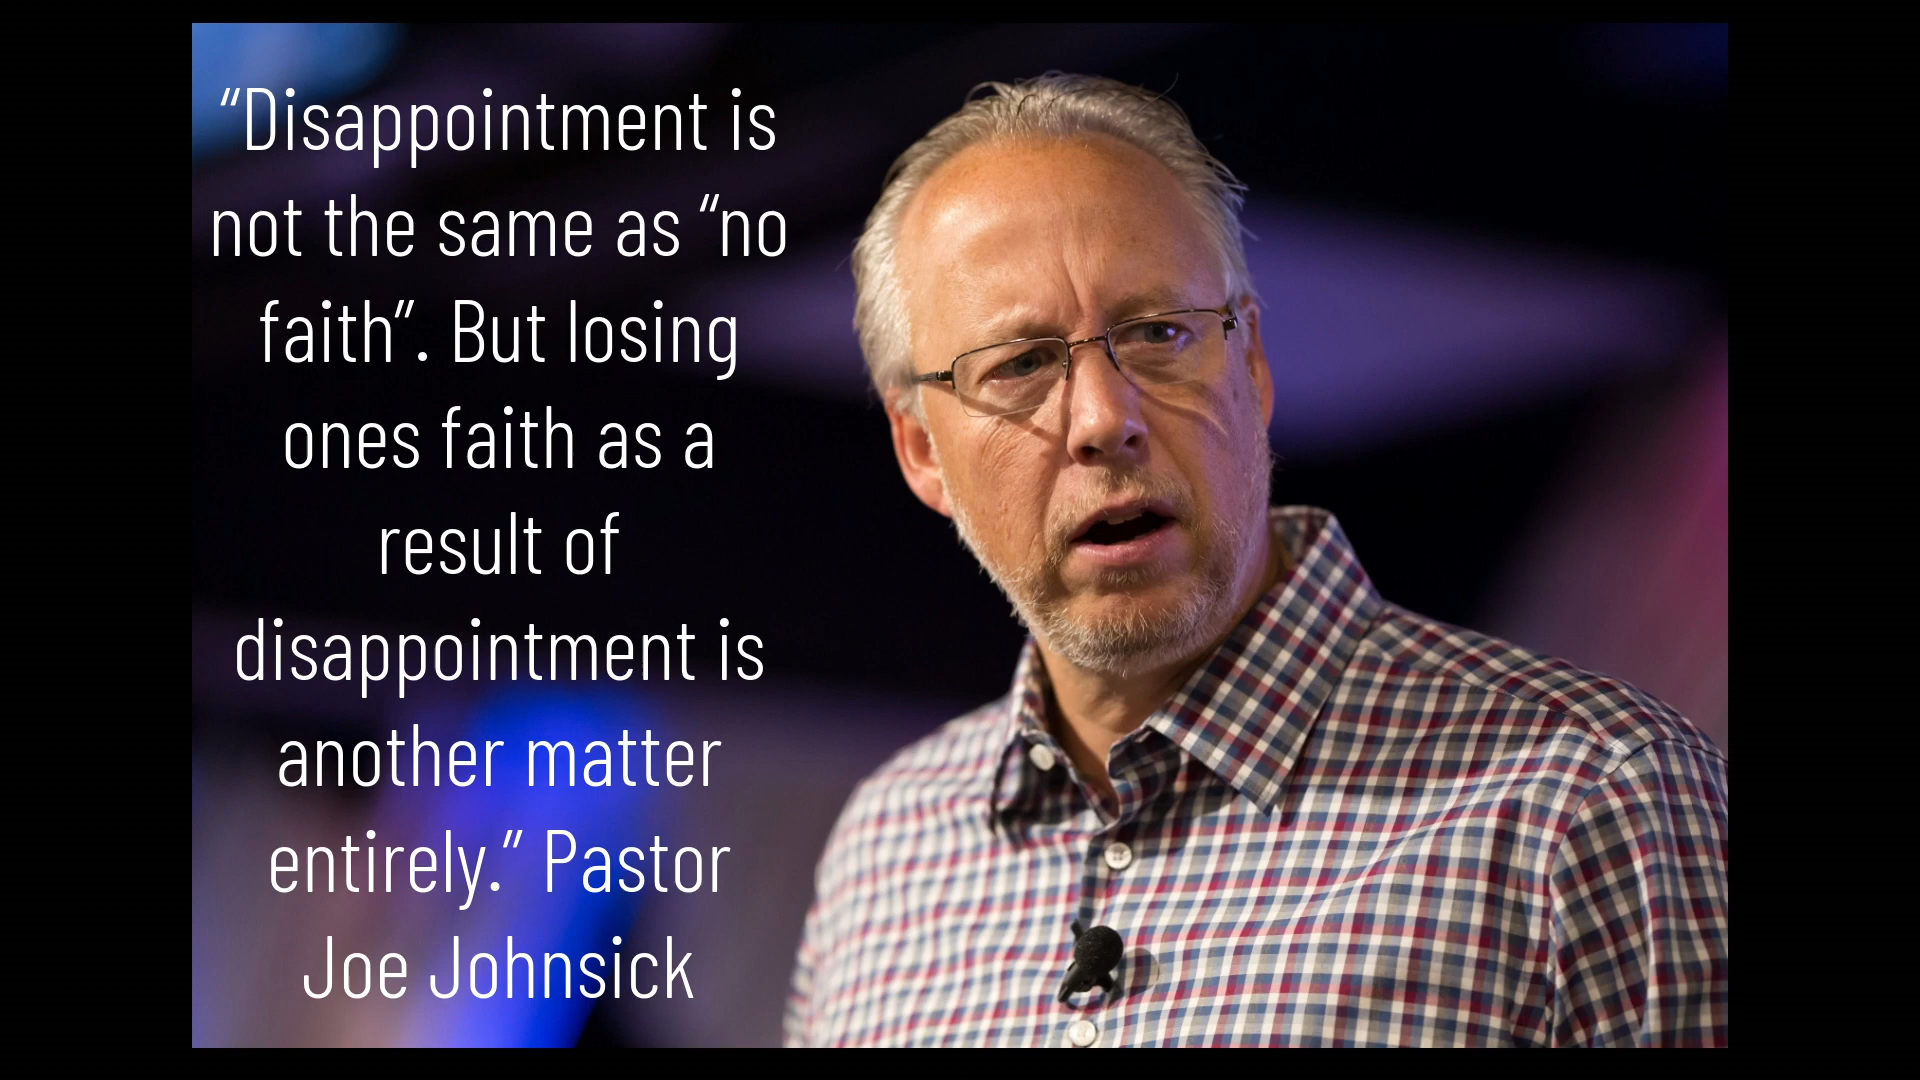 “Disappointment is
not the same as “no
faith”. But losing
ones faith as a
result of
disappointment is
another matter
entirely.” Pastor
Joe Johnsick